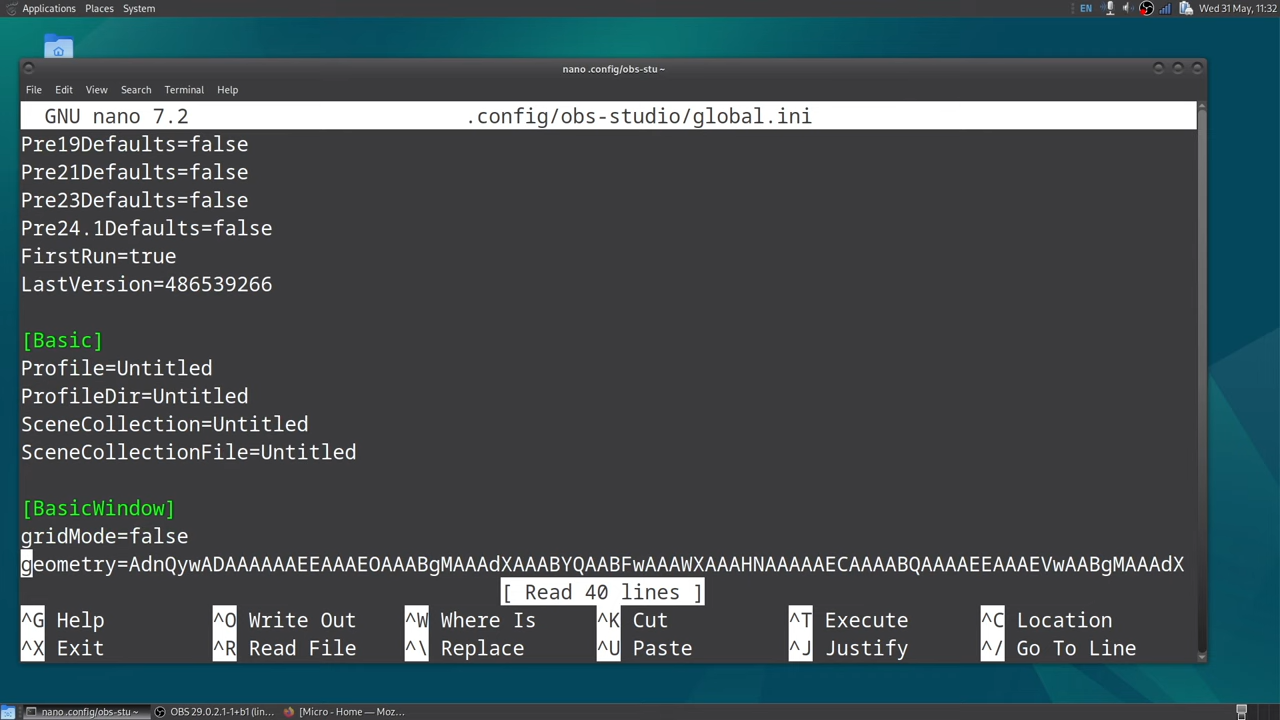 Applications Places System EN Wed 31 May, 11:32
nano .config/obs-stu ~
File Edit View Search Terminal Help
GNU nano 7.2 .config/obs-studio/global.ini
Pre19Defaults=false
Pre21Defaults=false
Pre23Defaults=false
Pre24.1Defaults=false
FirstRun=true
LastVersion=486539266
[Basic]
Profile=Untitled
ProfileDir=Untitled
SceneCollection=Untitled
SceneCollectionFile=Untitled
[BasicWindow]
gridMode=false
geometry=AdnQywADAAAAAAEEAAAEOAAABgMAAAdXAAABYQAABFwAAAWXAAAHNAAAAAECAAAABQAAAAEEAAAEVwAABgMAAAdX
[ Read 40 lines ]
^G Help ^O Write Out ^W Where Is ^K Cut ^T Execute ^C Location
^X Exit ^R Read File ^\ Replace ^U Paste ^J Justify ^/ Go To Line
nano .config/obs-stu ~ OBS 29.0.2.1-1+b1 (lin... [Micro - Home — Moz...